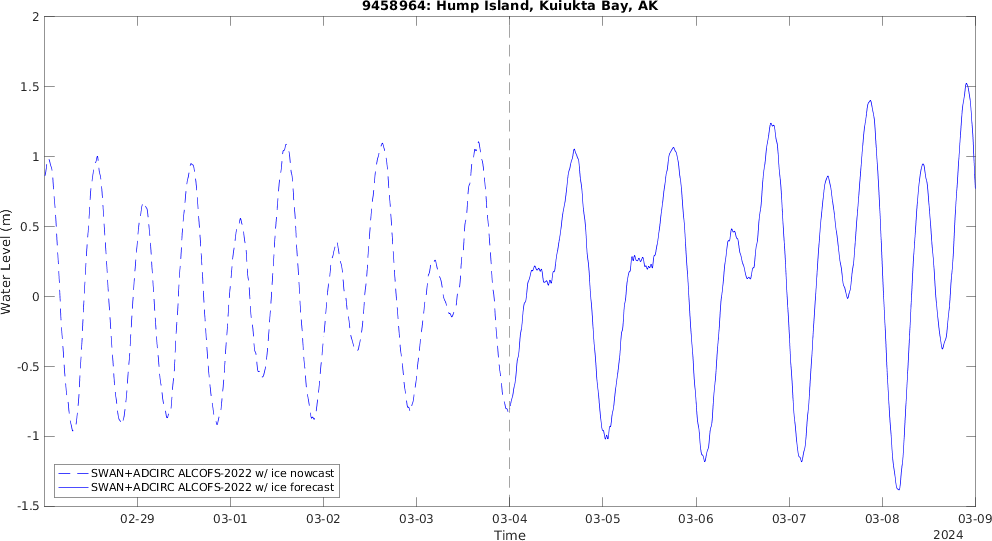 9458964: Hump Island, Kuiukta Bay, AK
2
1.5
1
0.5
0
-0.5
-1
-1.5
Water Level (m)
SWAN+ADCIRC ALCOFS-2022 w/ ice nowcast
SWAN+ADCIRC ALCOFS-2022 w/ ice forecast
02-29 03-01 03-02 03-03 03-04 03-05 03-06 03-07 03-08 03-09
Time
2024